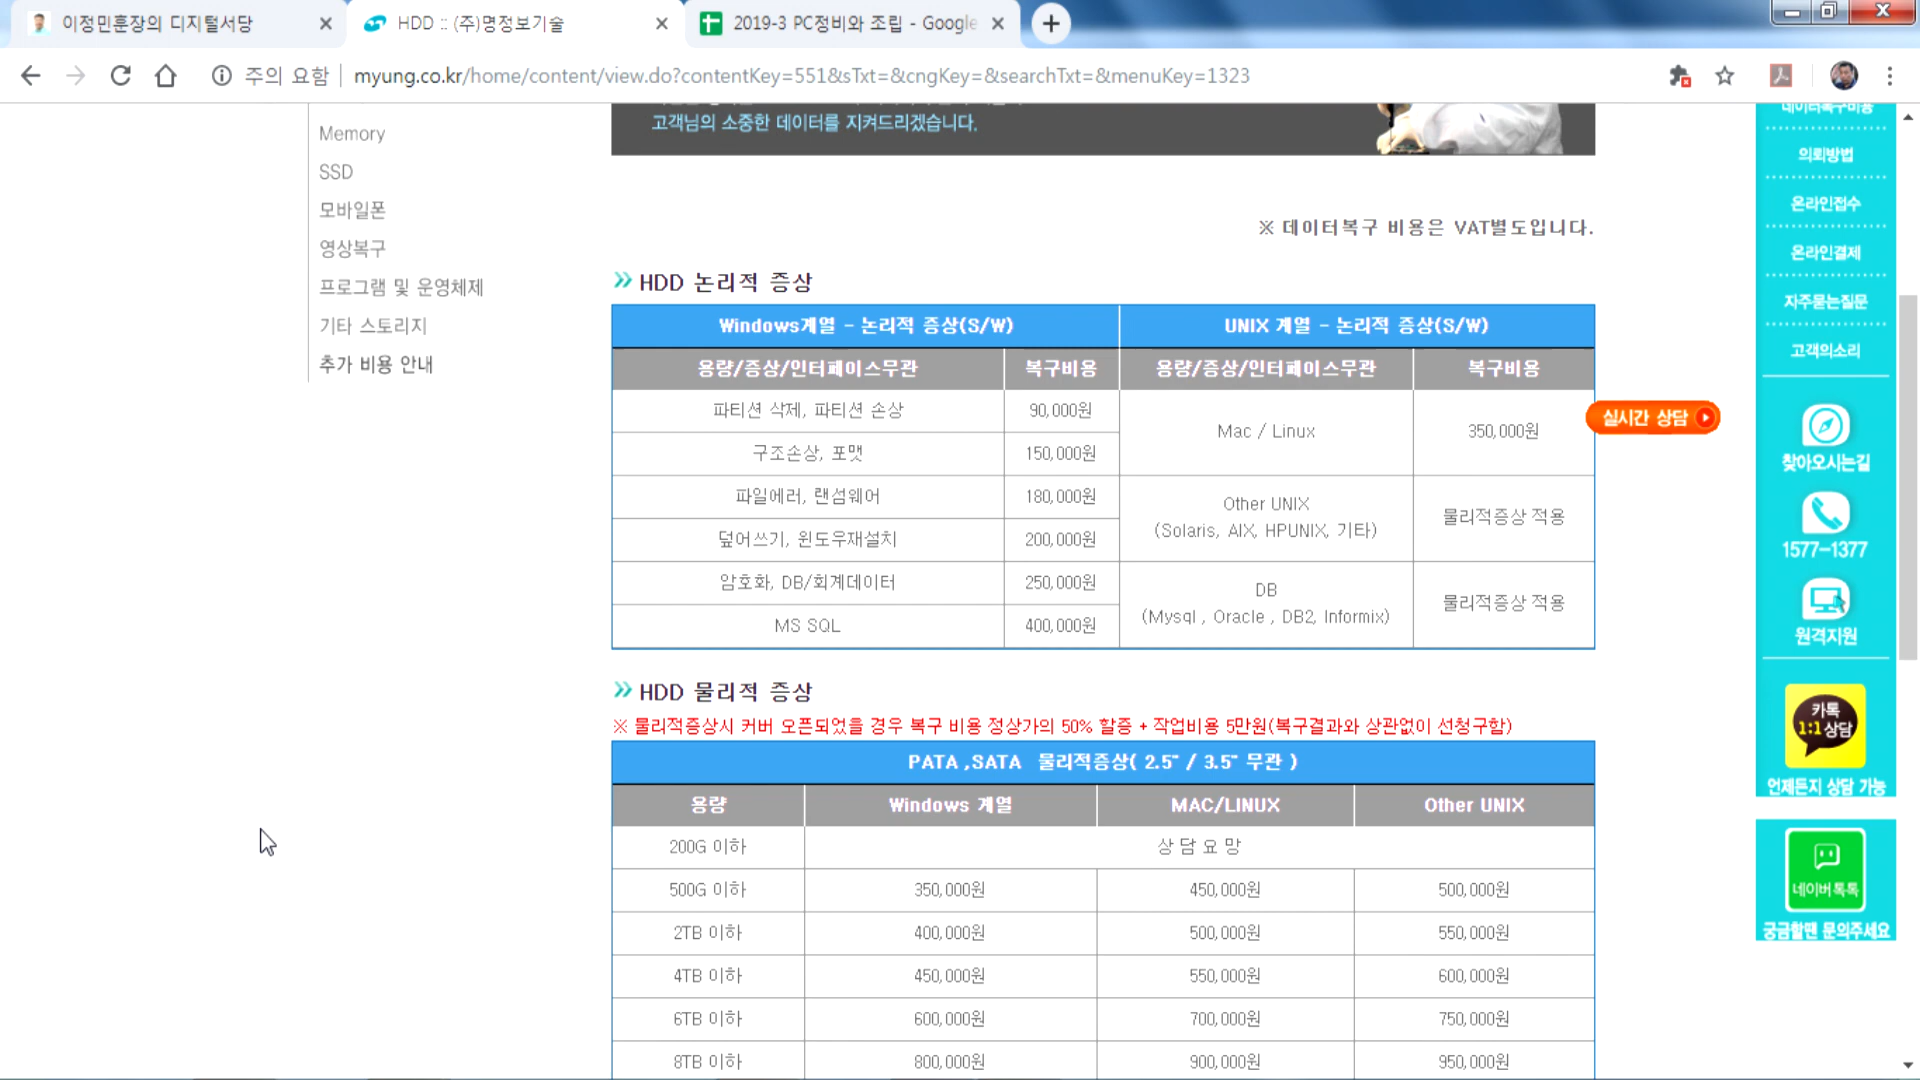 이정민훈장의 디지털서당
HDD :: (주)명정보기술
2019-3 PC정비와 조립 - Google
주의 요함
myung.co.kr/home/content/view.do?contentKey=551&sTxt=&cngKey=&searchTxt=&menuKey=1323
Memory
SSD
모바일폰
영상복구
프로그램 및 운영체제
기타 스토리지
추가 비용 안내
고객님의 소중한 데이터를 지켜드리겠습니다.
※ 데이터복구 비용은 VAT별도입니다.
HDD 논리적 증상
Windows계열 - 논리적 증상(S/W) UNIX 계열 - 논리적 증상(S/W)
용량/증상/인터페이스무관 복구비용 용량/증상/인터페이스무관 복구비용
파티션 삭제, 파티션 손상 90,000원
구조손상, 포맷 150,000원
Mac / Linux 350,000원
파일에러, 랜섬웨어 180,000원
덮어쓰기, 윈도우재설치 200,000원
Other UNIX
(Solaris, AIX, HPUNIX, 기타)
물리적증상 적용
암호화, DB/회계데이터 250,000원
MS SQL 400,000원
DB
(Mysql , Oracle , DB2, Informix)
물리적증상 적용
HDD 물리적 증상
※ 물리적증상시 커버 오픈되었을 경우 복구 비용 정상가의 50% 할증 + 작업비용 5만원(복구결과와 상관없이 선청구함)
PATA ,SATA 물리적증상( 2.5" / 3.5" 무관 )
용량 Windows 계열 MAC/LINUX Other UNIX
200G 이하 상 담 요 망
500G 이하 350,000원 450,000원 500,000원
2TB 이하 400,000원 500,000원 550,000원
4TB 이하 450,000원 550,000원 600,000원
6TB 이하 600,000원 700,000원 750,000원
8TB 이하 800,000원 900,000원 950,000원
실시간 상담
데이터복구비용
의뢰방법
온라인접수
온라인결제
자주묻는질문
고객의소리
찾아오시는길
1577-1377
원격지원
카톡
1:1상담
언제든지 상담 가능
네이버 톡톡
궁금할땐 문의주세요